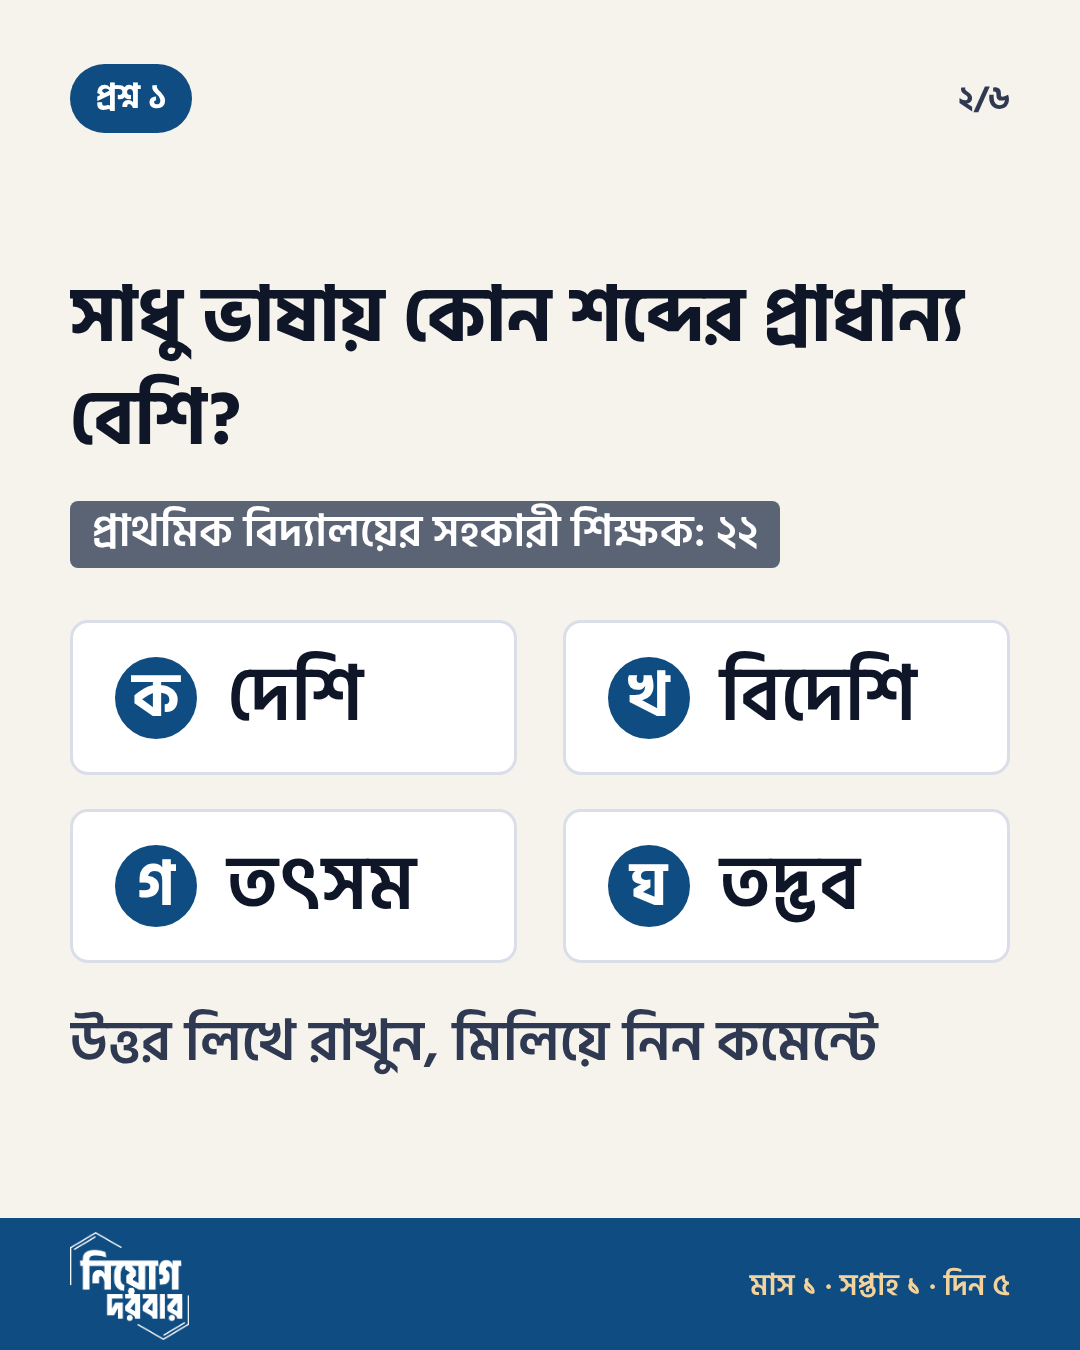 প্রশ্ন ১
২/৬
সাধু ভাষায় কোন শব্দের প্রাধান্য
বেশি?
প্রাথমিক বিদ্যালয়ের সহকারী শিক্ষক: ২২
ক দেশি
খ বিদেশি
গ তৎসম
ঘ তদ্ভব
উত্তর লিখে রাখুন, মিলিয়ে নিন কমেন্টে
নিয়োগ
দরবার
মাস ১ · সপ্তাহ ১ · দিন ৫